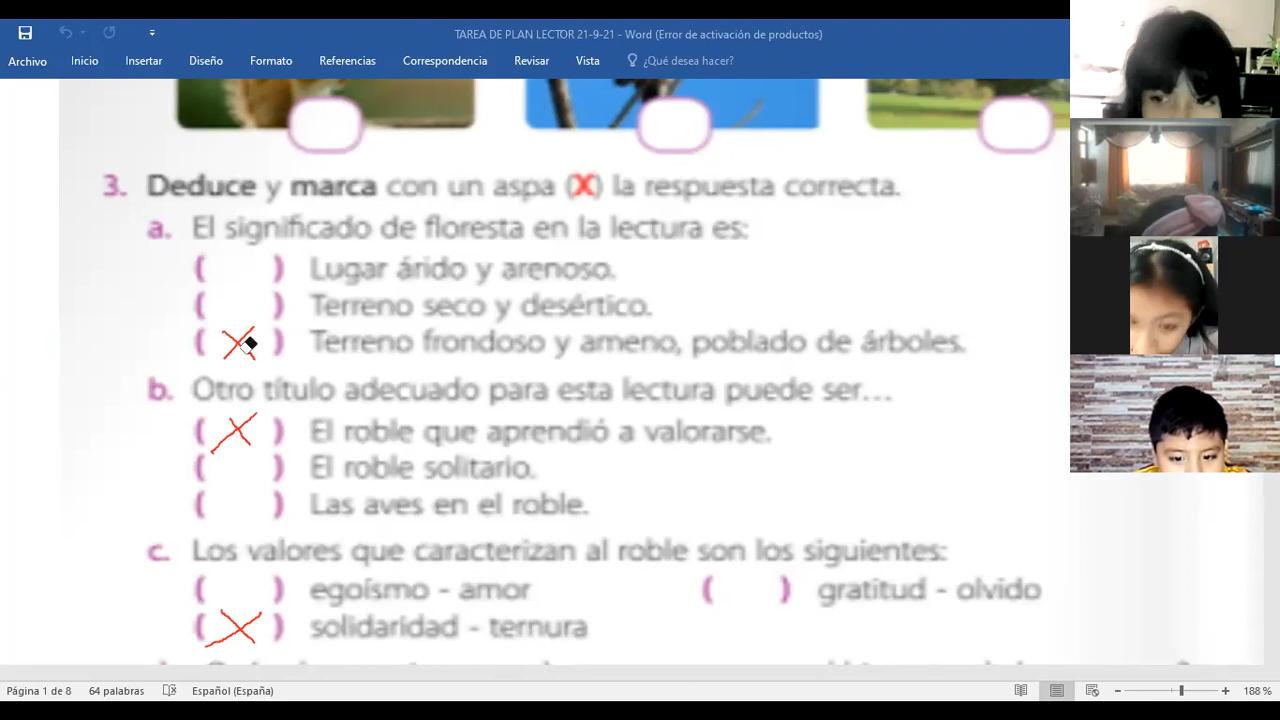 TAREA DE PLAN LECTOR 21-9-21 - Word (Error de activación de productos)
Archivo Inicio Insertar Diseño Formato Referencias Correspondencia Revisar Vista ¿Qué desea hacer?
3. Deduce y marca con un aspa (X) la respuesta correcta.
a. El significado de floresta en la lectura es:
( ) Lugar árido y arenoso.
( ) Terreno seco y desértico.
(X) Terreno frondoso y ameno, poblado de árboles.
b. Otro título adecuado para esta lectura puede ser...
(X) El roble que aprendió a valorarse.
( ) El roble solitario.
( ) Las aves en el roble.
c. Los valores que caracterizan al roble son los siguientes:
( ) egoísmo - amor ( ) gratitud - olvido
(X) solidaridad - ternura
Página 1 de 8 64 palabras Español (España) 188 %